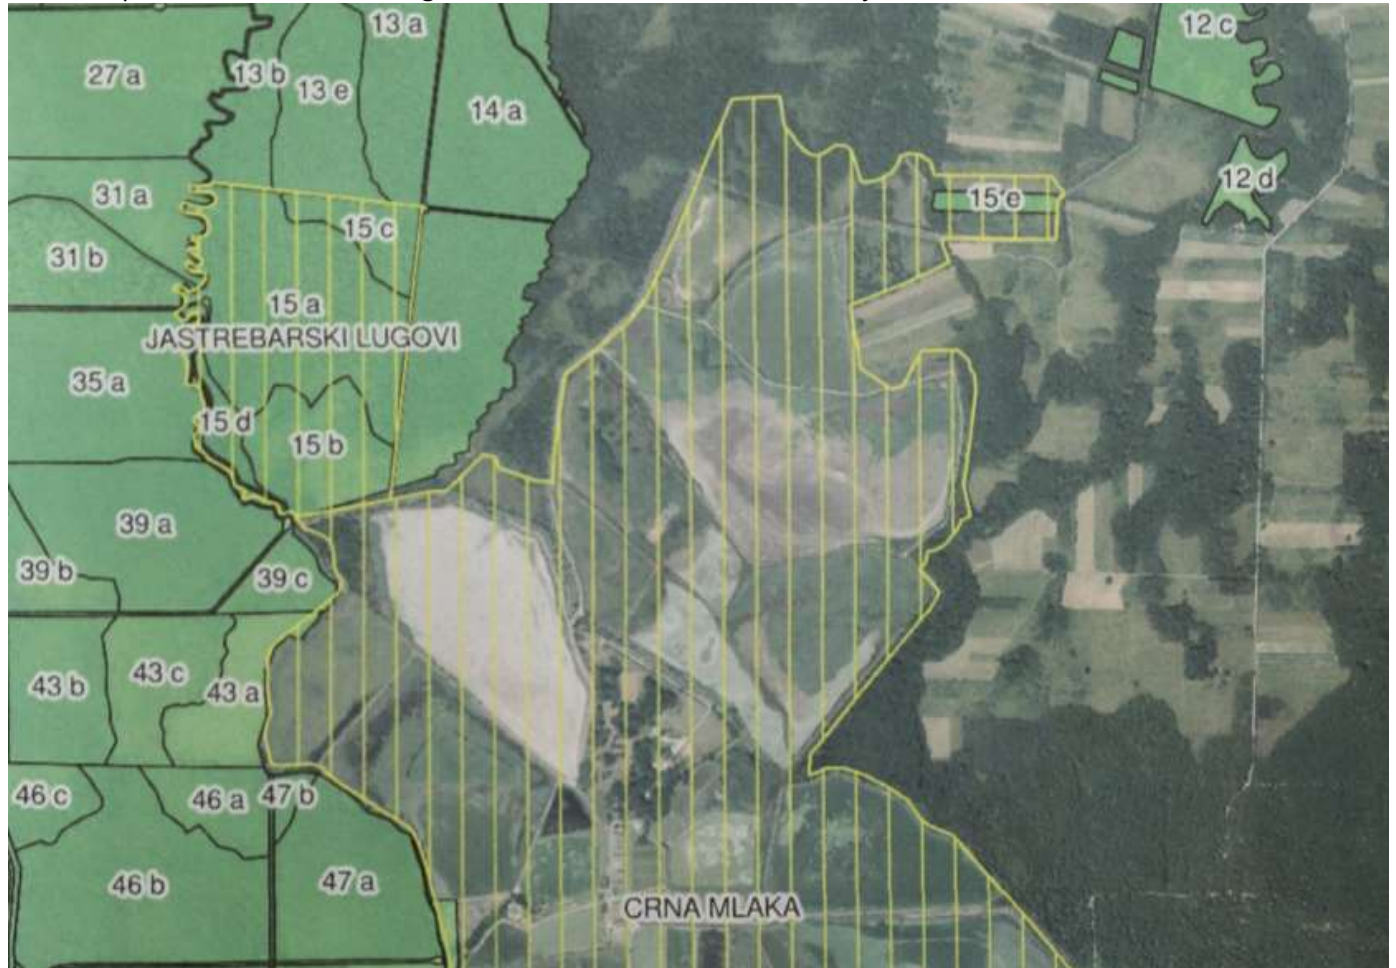 13 a
12 c
27 a
13 b
13 e
14 a
12 d
31 a
15 e
15 c
31 b
15 a
JASTREBARSKI LUGOVI
35 a
15 d
15 b
39 a
39 b
39 c
43 c
43 b
43 a
46 c
46 a
47 b
46 b
47 a
CRNA MLAKA